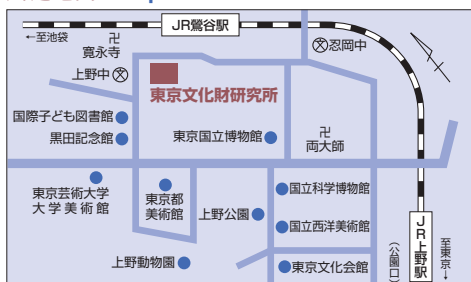 JR鶯谷駅
←至池袋
卍
寛永寺
上野中 文
文 忍岡中
東京文化財研究所
国際子ども図書館
黒田記念館
東京国立博物館
卍
両大師
東京芸術大学
大学美術館
東京都
美術館
上野公園
国立科学博物館
国立西洋美術館
上野動物園
東京文化会館
(公園口)
JR上野駅
至東京→